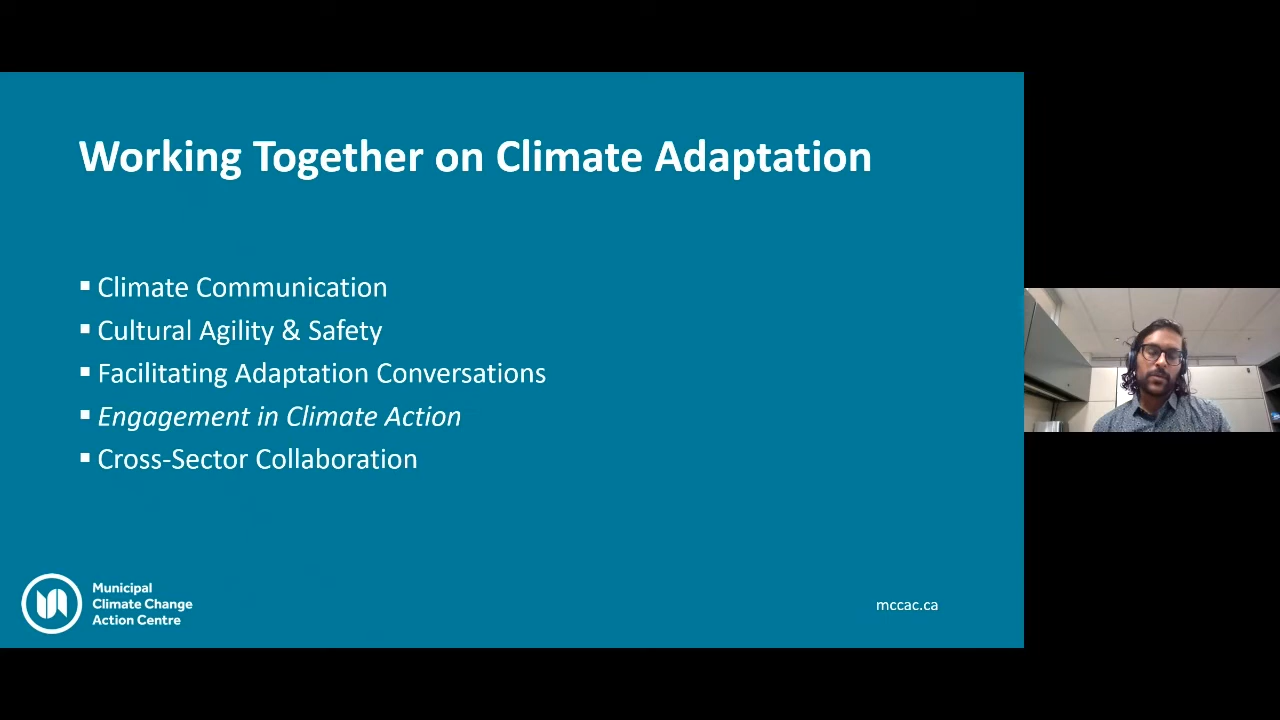 Working Together on Climate Adaptation
▪ Climate Communication
▪ Cultural Agility & Safety
▪ Facilitating Adaptation Conversations
▪ Engagement in Climate Action
▪ Cross-Sector Collaboration
Municipal
Climate Change
Action Centre
mccac.ca